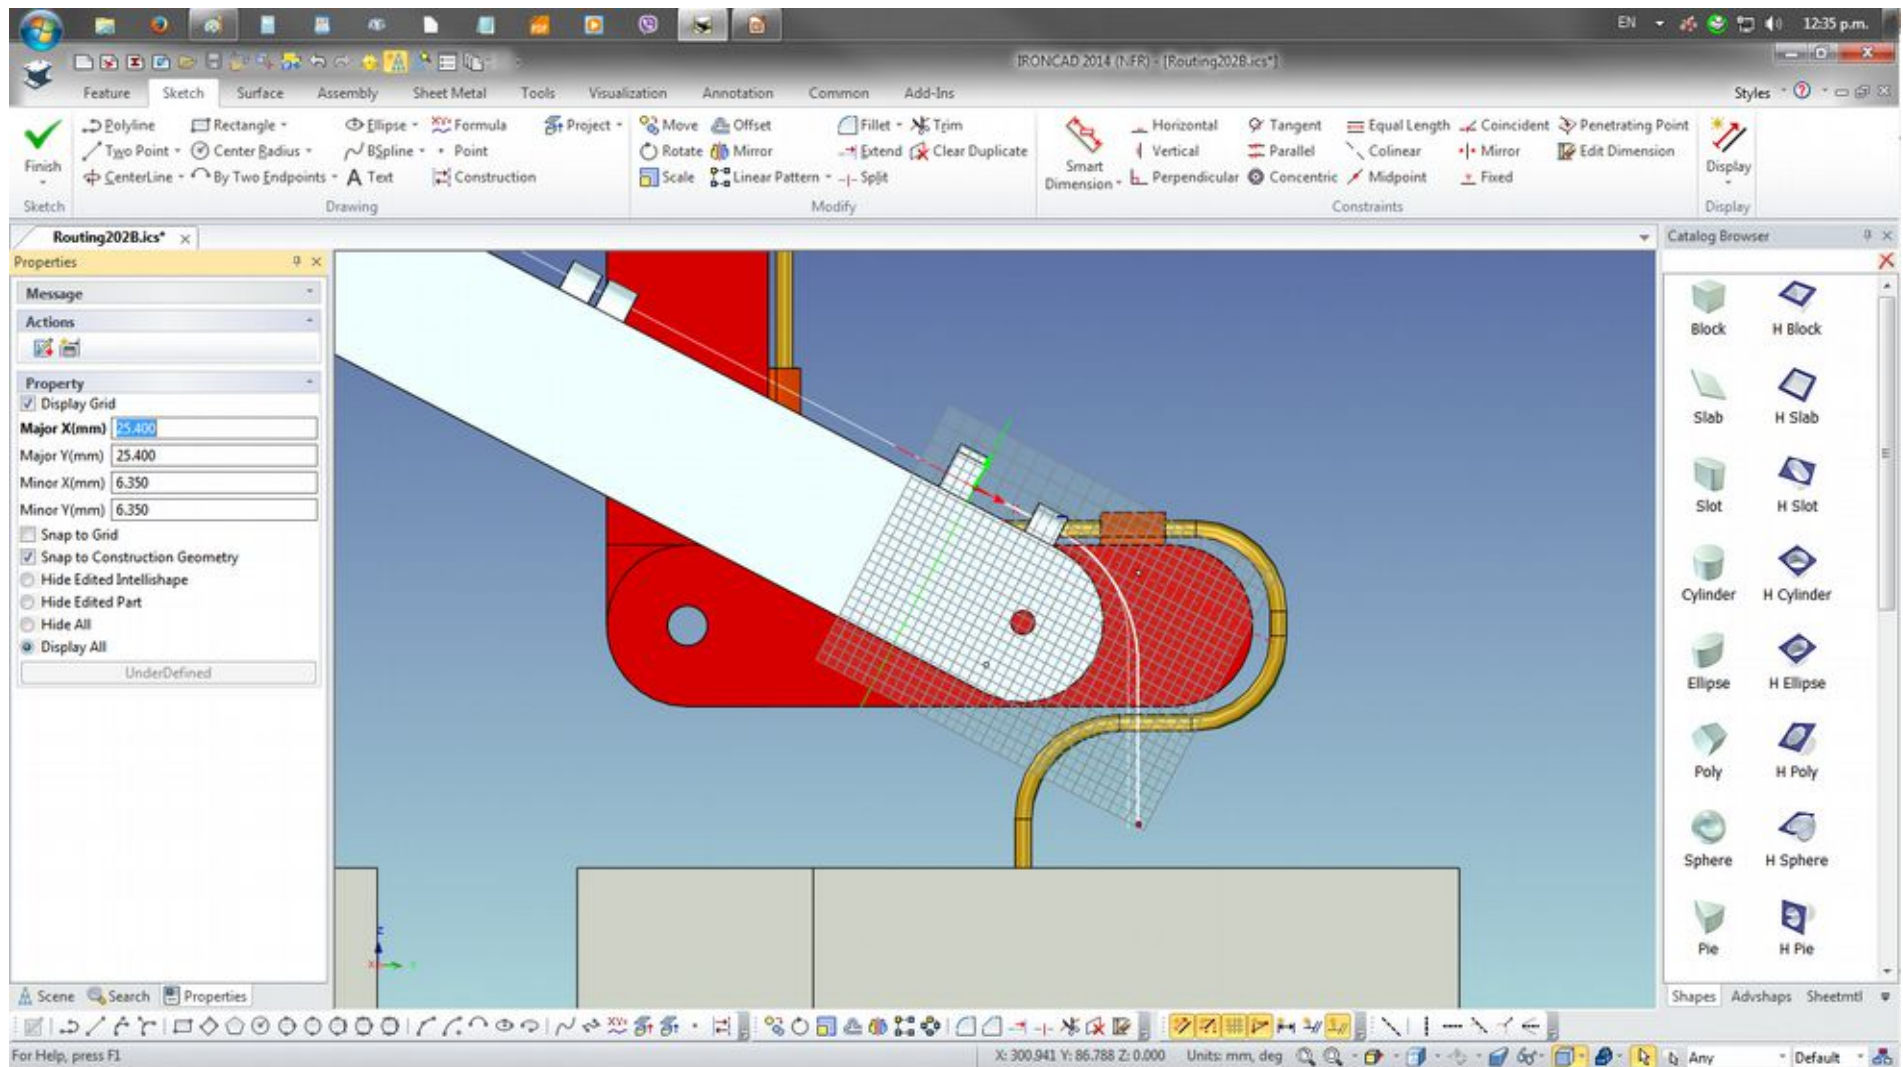 EN 12:35 p.m.
IRONCAD 2014 (NFR) - [Routing202B.ics*]
Feature Sketch Surface Assembly Sheet Metal Tools Visualization Annotation Common Add-Ins Styles
Polyline Rectangle Ellipse Formula Project Move Offset Fillet Trim Horizontal Tangent Equal Length Coincident Penetrating Point
Two Point Center Radius BSpline Point Rotate Mirror Extend Clear Duplicate Vertical Parallel Colinear Mirror Edit Dimension
Finish Smart Dimension Display
CenterLine By Two Endpoints Text Construction Scale Linear Pattern Split Perpendicular Concentric Midpoint Fixed
Sketch Drawing Modify Constraints Display
Routing202B.ics* Catalog Browser
Properties
Message
Actions
Property
Display Grid
Major X(mm) 25.400
Major Y(mm) 25.400
Minor X(mm) 6.350
Minor Y(mm) 6.350
Snap to Grid
Snap to Construction Geometry
Hide Edited Intellishape
Hide Edited Part
Hide All
Display All
UnderDefined
Block H Block
Slab H Slab
Slot H Slot
Cylinder H Cylinder
Ellipse H Ellipse
Poly H Poly
Sphere H Sphere
Pie H Pie
Scene Search Properties
Shapes Advshaps Sheetmtl
For Help, press F1 X: 300.941 Y: 86.788 Z: 0.000 Units: mm, deg Any Default